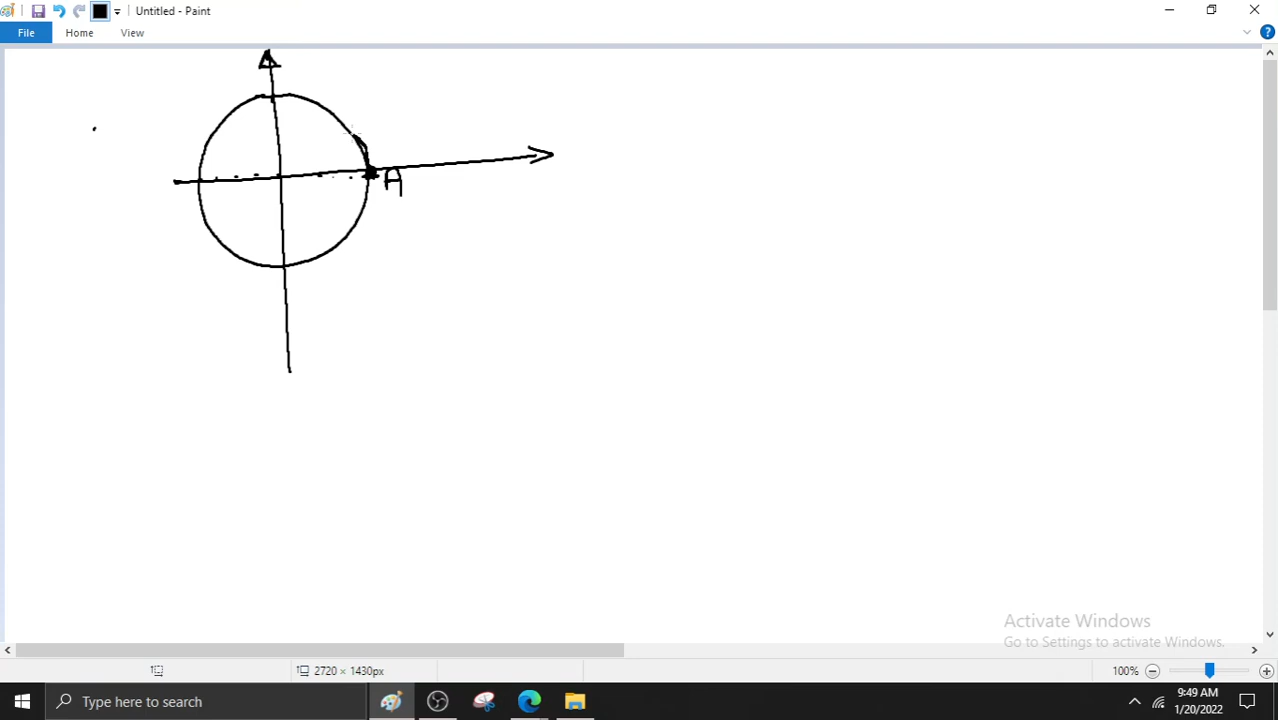 Untitled - Paint
File Home View
A
Activate Windows
Go to Settings to activate Windows.
2720 × 1430px
100%
Type here to search
9:49 AM
1/20/2022